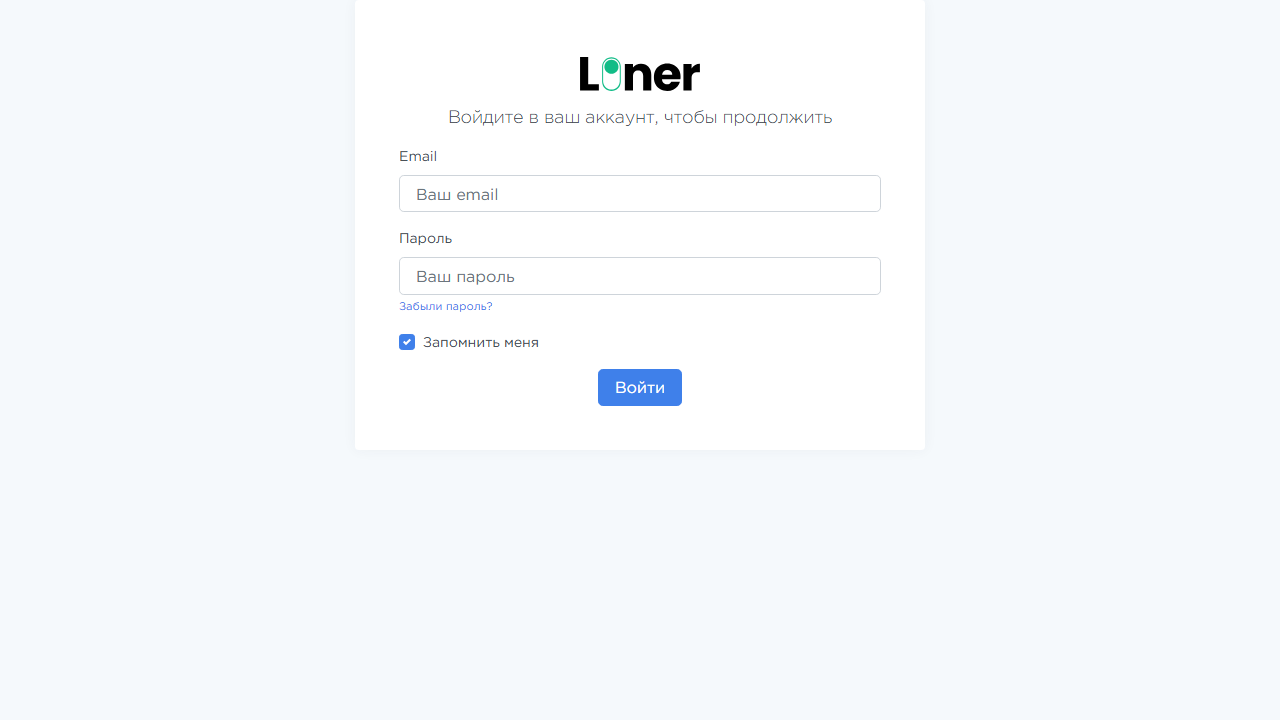 Liner
Войдите в ваш аккаунт, чтобы продолжить
Email
Ваш email
Пароль
Ваш пароль
Забыли пароль?
Запомнить меня
Войти